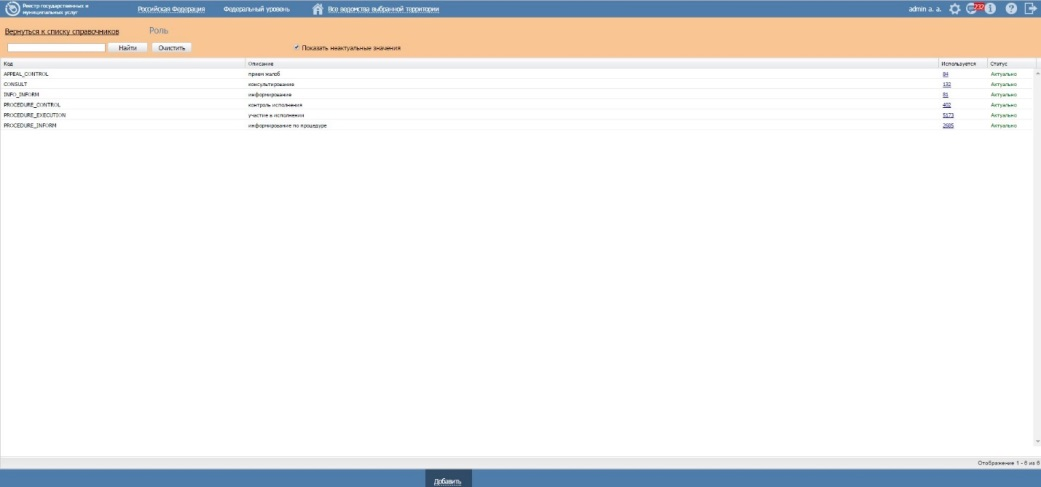 Реестр государственных и муниципальных услуг
Российская Федерация Федеральный уровень Все ведомства выбранной территории admin a. a. 232
Вернуться к списку справочников Роль
Найти Очистить Показать неактуальные значения
Код Описание Используется Статус
APPEAL_CONTROL прием жалоб 84 Актуально
CONSULT консультирование 132 Актуально
INFO_INFORM информирование 91 Актуально
PROCEDURE_CONTROL контроль исполнения 402 Актуально
PROCEDURE_EXECUTION участие в исполнении 5173 Актуально
PROCEDURE_INFORM информирование по процедуре 2685 Актуально
Отображение 1 - 6 из 6
Добавить